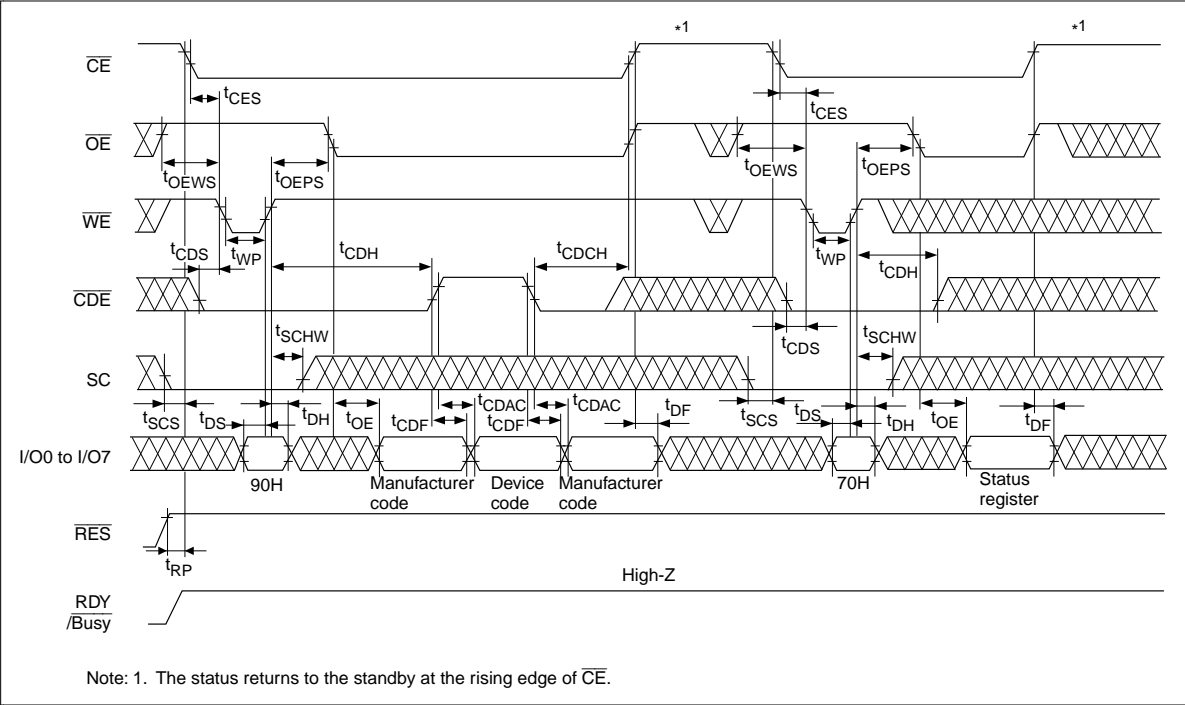 *1 *1
CE
tCES tCES
OE
tOEWS tOEPS tOEWS tOEPS
WE
tCDS tWP tCDH tCDCH tWP tCDH
CDE
tSCHW tCDS tSCHW
SC
tSCS tDS tDH tOE tCDF tCDAC tCDF tCDAC tDF tSCS tDS tDH tOE tDF
I/O0 to I/O7
90H Manufacturer code Device code Manufacturer code 70H Status register
RES
tRP
High-Z
RDY
/Busy
Note: 1. The status returns to the standby at the rising edge of CE.